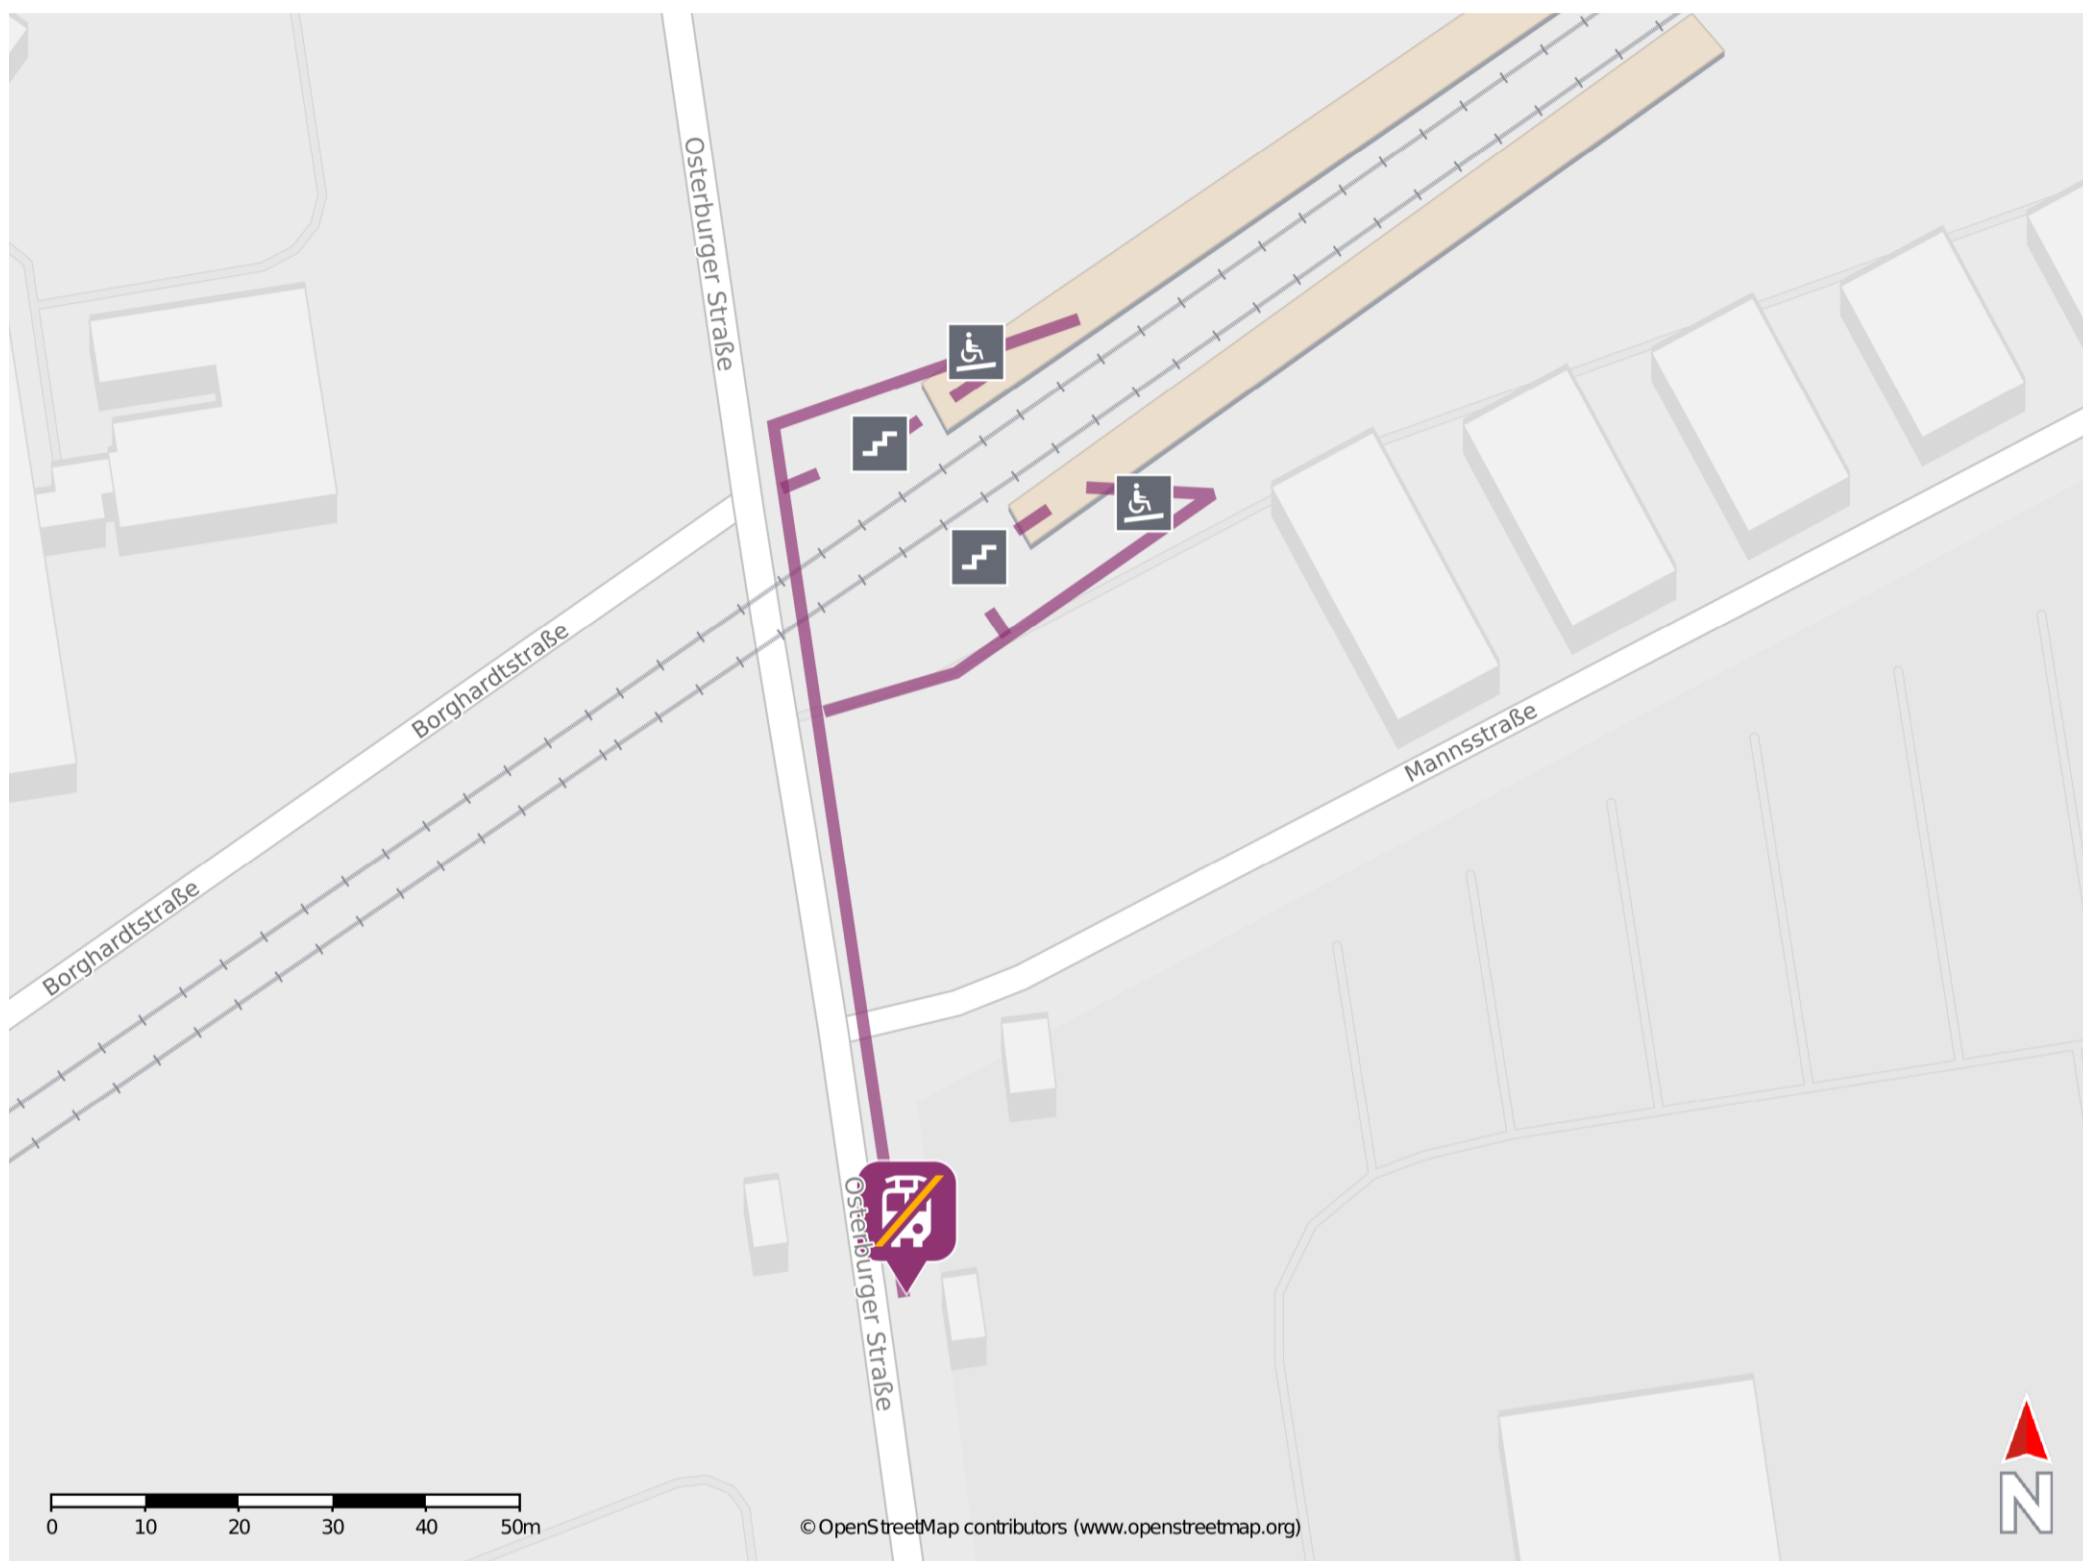 Osterburger Straße
Borghardtstraße
Mannsstraße
Borghardtstraße
Osterburger Straße
0 10 20 30 40 50m
© OpenStreetMap contributors (www.openstreetmap.org)
N